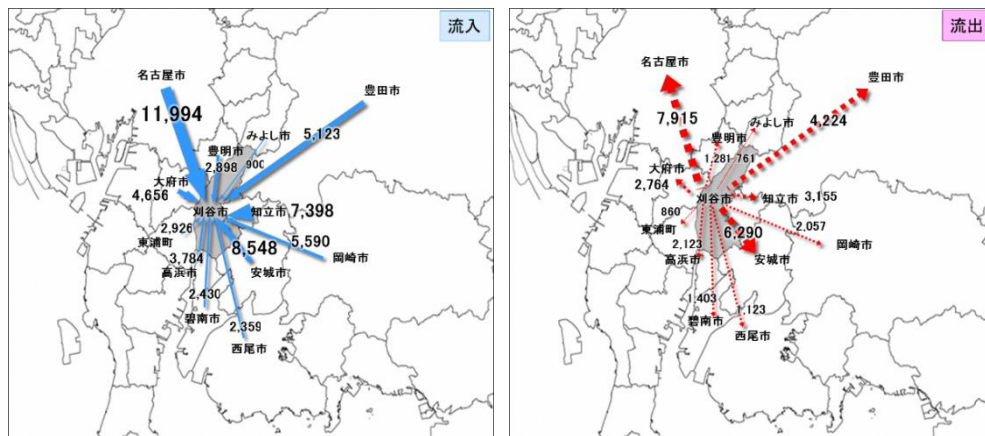 流入
名古屋市
11,994
豊田市
5,123
みよし市
豊明市
900
2,898
大府市
4,656
刈谷市
知立市
7,398
2,926
東浦町
8,548
5,590
岡崎市
3,784
高浜市
安城市
2,430
碧南市
2,359
西尾市
流出
名古屋市
7,915
豊田市
4,224
みよし市
豊明市
1,281
761
大府市
2,764
刈谷市
知立市
3,155
860
東浦町
6,290
2,057
岡崎市
2,123
高浜市
安城市
1,403
碧南市
1,123
西尾市